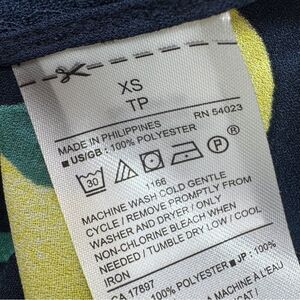 XS
TP
RN 54023
MADE IN PHILIPPINES
■ US/GB : 100% POLYESTER
30
P
1166
MACHINE WASH COLD GENTLE
CYCLE / REMOVE PROMPTLY FROM
WASHER AND DRYER / ONLY
NON-CHLORINE BLEACH WHEN
NEEDED / TUMBLE DRY LOW / COOL
IRON
CA 17897
100% POLYESTER ■ JP : 100%
À L'EAU